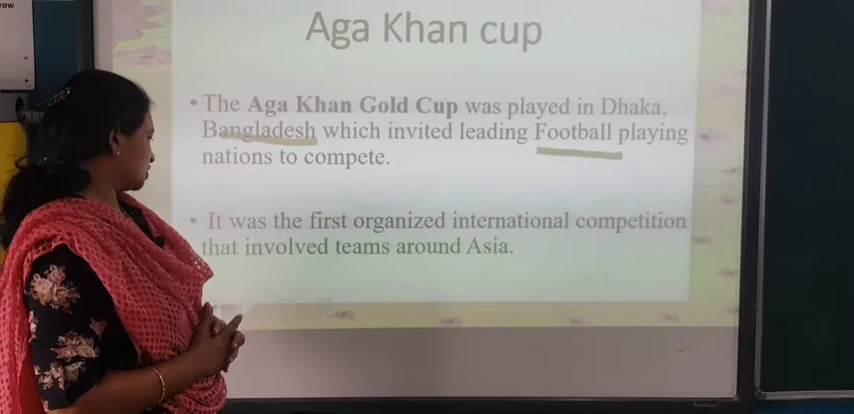 row
Aga Khan cup
• The Aga Khan Gold Cup was played in Dhaka,
Bangladesh which invited leading Football playing
nations to compete.
• It was the first organized international competition
that involved teams around Asia.